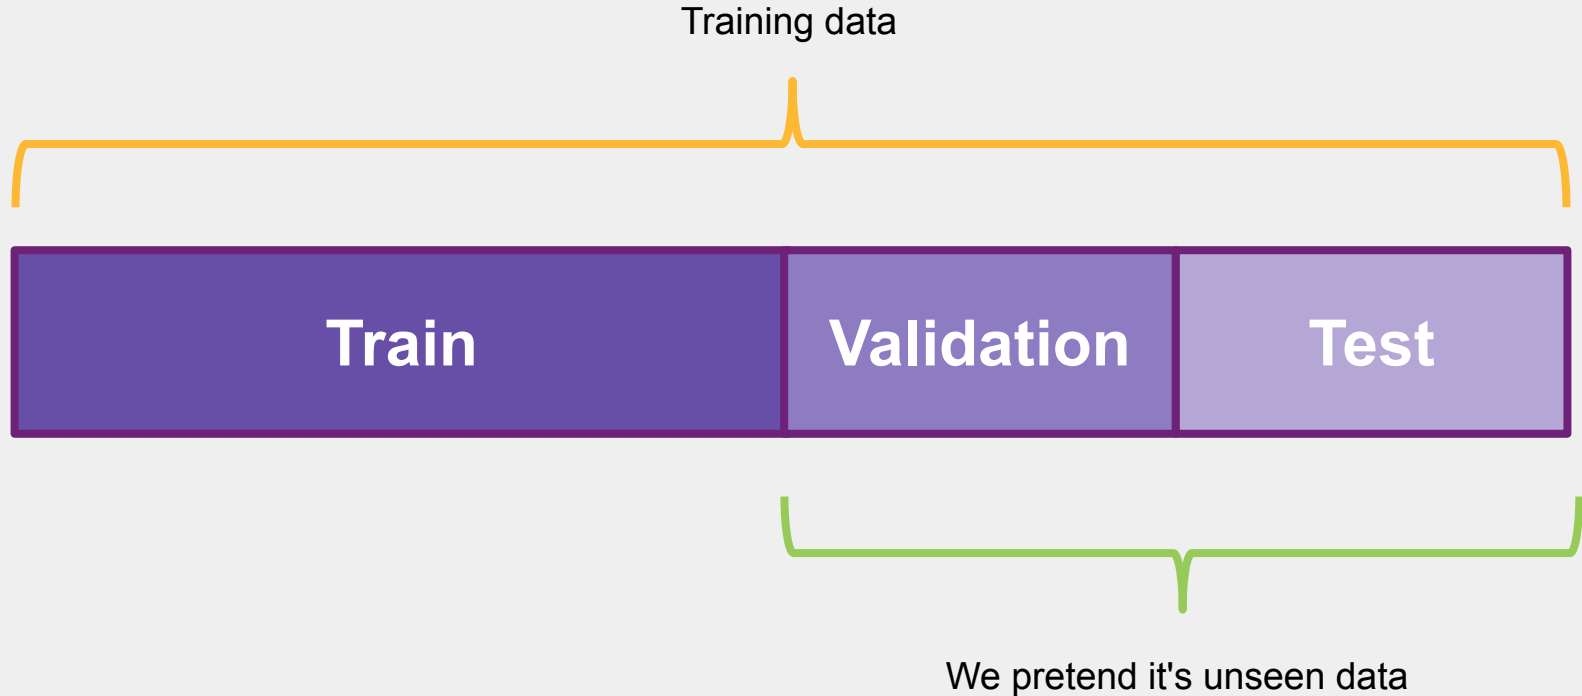 Training data
Train
Validation
Test
We pretend it's unseen data